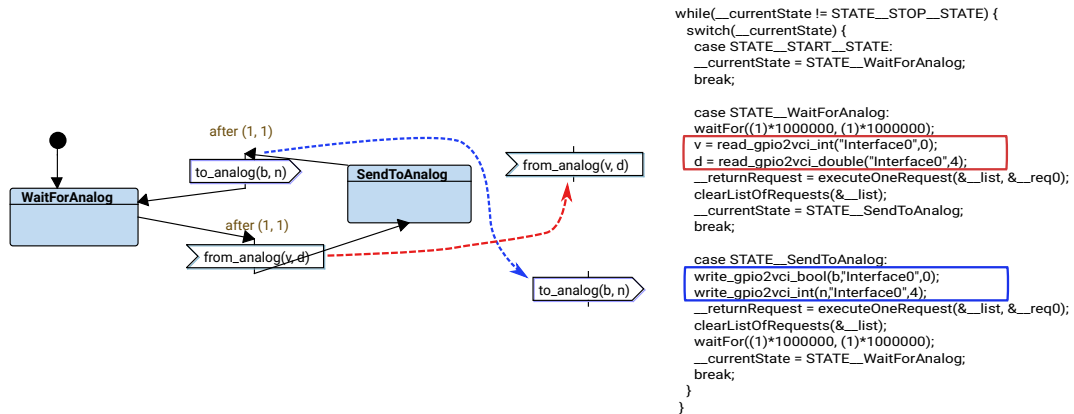 after (1, 1)
to_analog(b, n)
WaitForAnalog
SendToAnalog
after (1, 1)
from_analog(v, d)
from_analog(v, d)
to_analog(b, n)
while(__currentState != STATE__STOP__STATE) {
switch(__currentState) {
case STATE__START__STATE:
__currentState = STATE__WaitForAnalog;
break;
case STATE__WaitForAnalog:
waitFor((1)*1000000, (1)*1000000);
v = read_gpio2vci_int("Interface0",0);
d = read_gpio2vci_double("Interface0",4);
__returnRequest = executeOneRequest(&__list, &__req0);
clearListOfRequests(&__list);
__currentState = STATE__SendToAnalog;
break;
case STATE__SendToAnalog:
write_gpio2vci_bool(b,"Interface0",0);
write_gpio2vci_int(n,"Interface0",4);
__returnRequest = executeOneRequest(&__list, &__req0);
clearListOfRequests(&__list);
waitFor((1)*1000000, (1)*1000000);
__currentState = STATE__WaitForAnalog;
break;
}
}